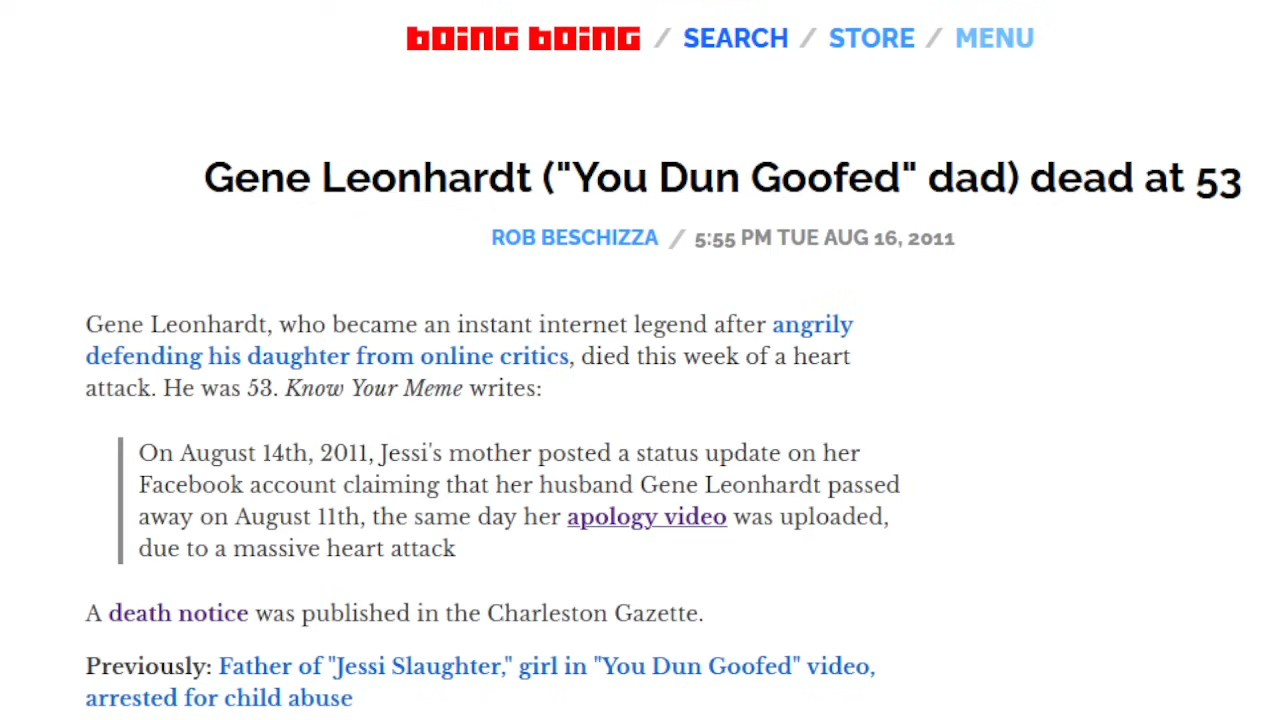 boing boing / SEARCH / STORE / MENU
Gene Leonhardt ("You Dun Goofed" dad) dead at 53
ROB BESCHIZZA / 5:55 PM TUE AUG 16, 2011
Gene Leonhardt, who became an instant internet legend after angrily
defending his daughter from online critics, died this week of a heart
attack. He was 53. Know Your Meme writes:
On August 14th, 2011, Jessi's mother posted a status update on her
Facebook account claiming that her husband Gene Leonhardt passed
away on August 11th, the same day her apology video was uploaded,
due to a massive heart attack
A death notice was published in the Charleston Gazette.
Previously: Father of "Jessi Slaughter," girl in "You Dun Goofed" video,
arrested for child abuse